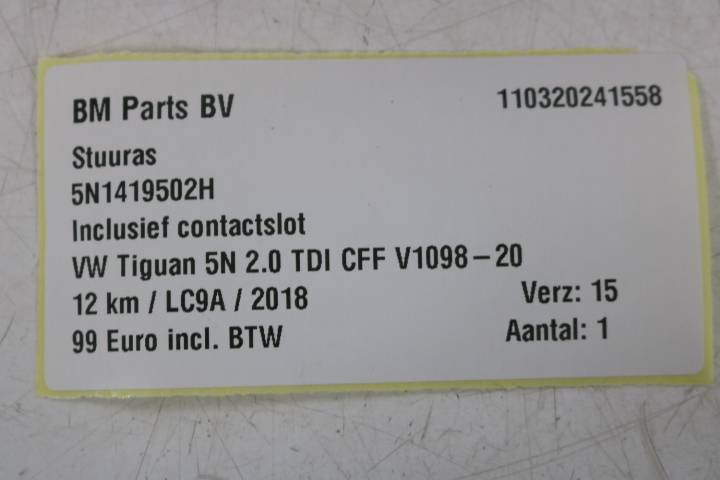 BM Parts BV 110320241558
Stuuras
5N1419502H
Inclusief contactslot
VW Tiguan 5N 2.0 TDI CFF V1098-20
12 km / LC9A / 2018 Verz: 15
99 Euro incl. BTW Aantal: 1